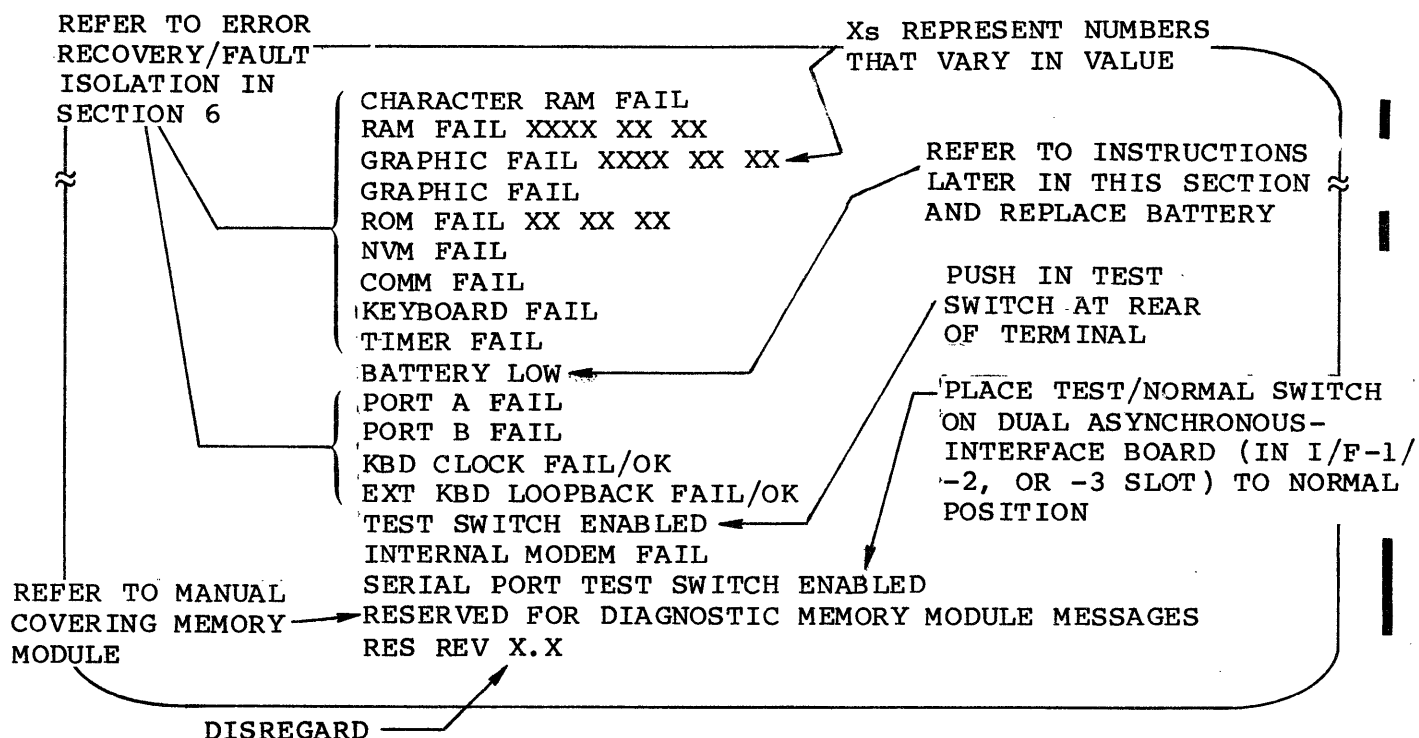 REFER TO ERROR
RECOVERY/FAULT
ISOLATION IN
SECTION 6
Xs REPRESENT NUMBERS
THAT VARY IN VALUE
CHARACTER RAM FAIL
RAM FAIL XXXX XX XX
GRAPHIC FAIL XXXX XX XX
GRAPHIC FAIL
ROM FAIL XX XX XX
NVM FAIL
COMM FAIL
KEYBOARD FAIL
TIMER FAIL
BATTERY LOW
PORT A FAIL
PORT B FAIL
KBD CLOCK FAIL/OK
EXT KBD LOOPBACK FAIL/OK
TEST SWITCH ENABLED
INTERNAL MODEM FAIL
SERIAL PORT TEST SWITCH ENABLED
RESERVED FOR DIAGNOSTIC MEMORY MODULE MESSAGES
RES REV X.X
REFER TO INSTRUCTIONS
LATER IN THIS SECTION
AND REPLACE BATTERY
PUSH IN TEST
SWITCH AT REAR
OF TERMINAL
PLACE TEST/NORMAL SWITCH
ON DUAL ASYNCHRONOUS-
INTERFACE BOARD (IN I/F-1/
-2, OR -3 SLOT) TO NORMAL
POSITION
REFER TO MANUAL
COVERING MEMORY
MODULE
DISREGARD